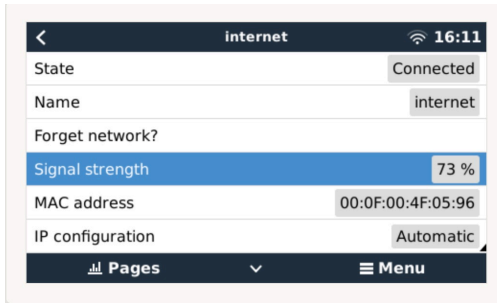 internet 16:11
State Connected
Name internet
Forget network?
Signal strength 73 %
MAC address 00:0F:00:4F:05:96
IP configuration Automatic
Pages Menu